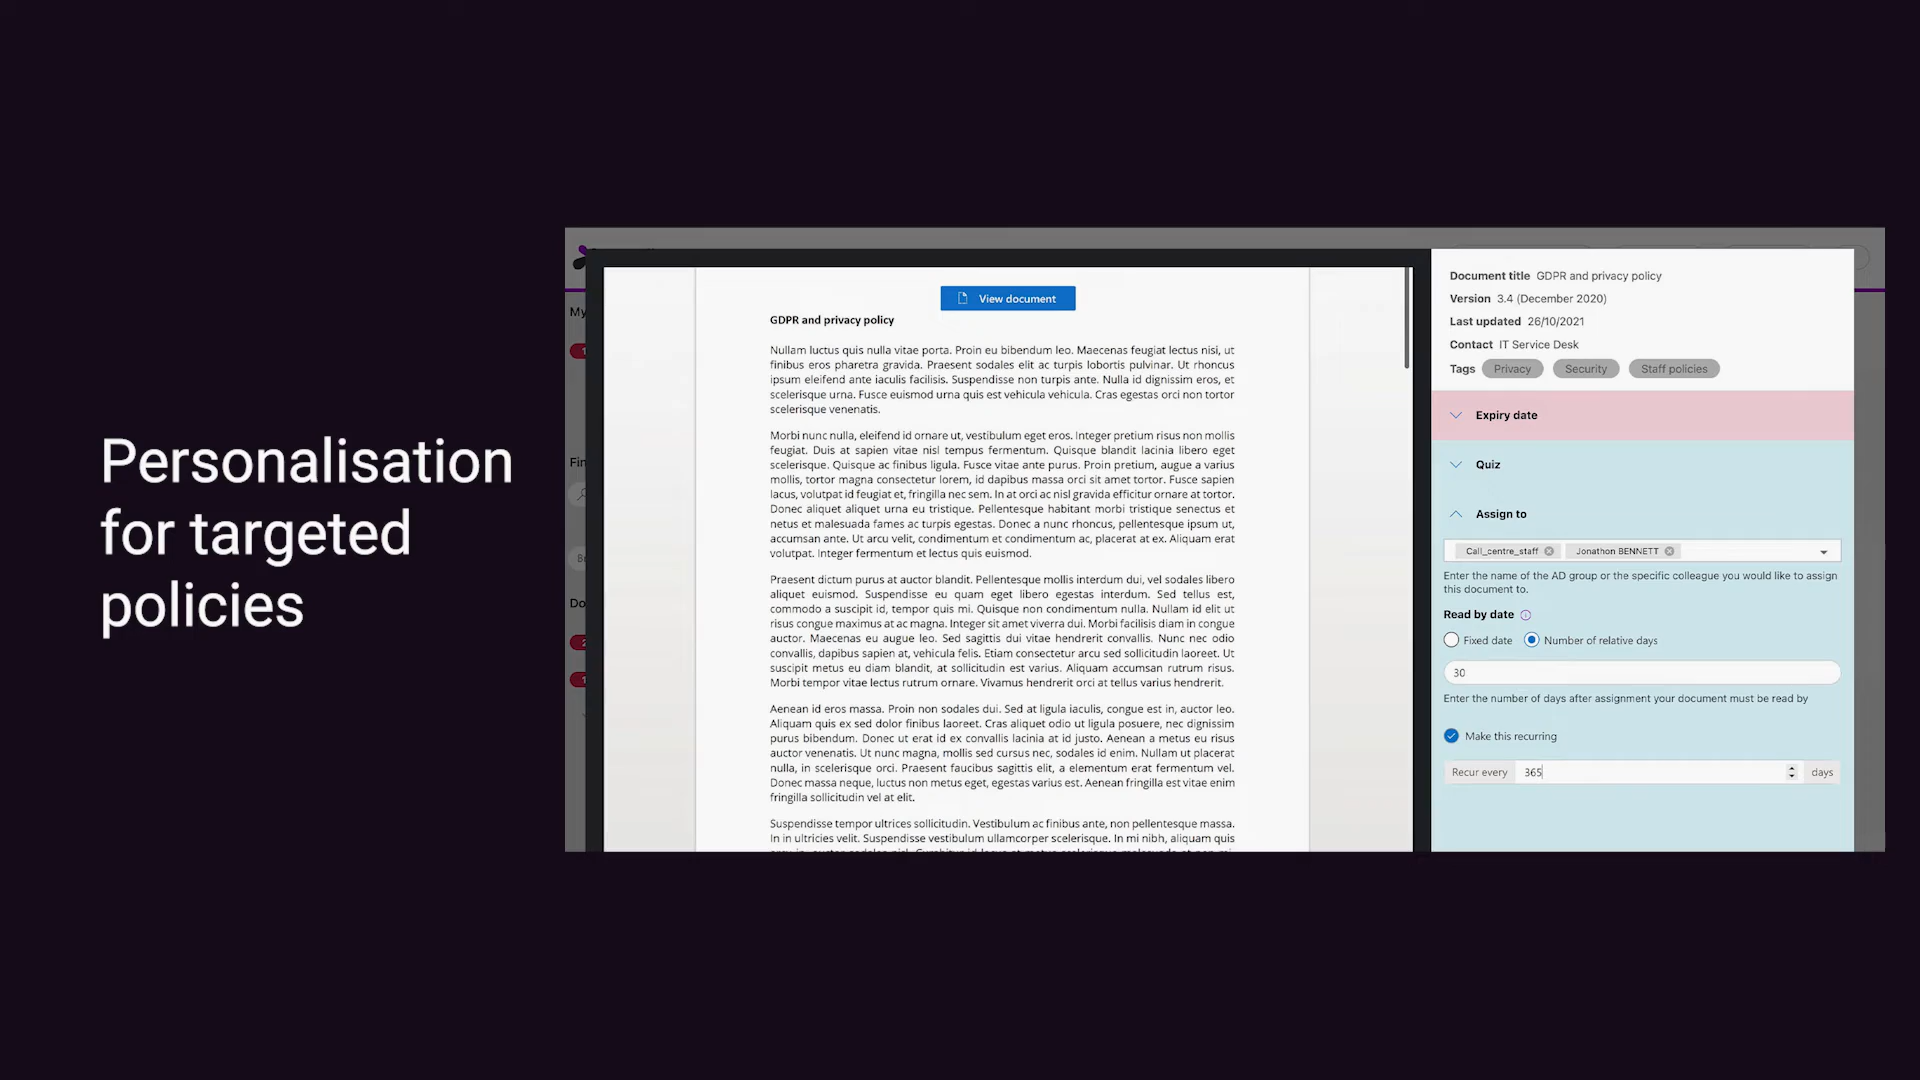 Personalisation
for targeted
policies
My
Fin
Do
View document
GDPR and privacy policy
Nullam luctus quis nulla vitae porta. Proin eu bibendum leo. Maecenas feugiat lectus nisi, ut
finibus eros pharetra gravida. Praesent sodales elit ac turpis lobortis pulvinar. Ut rhoncus
ipsum eleifend ante iaculis facilisis. Suspendisse non turpis ante. Nulla id dignissim eros, et
scelerisque urna. Fusce euismod urna quis est vehicula vehicula. Cras egestas orci non tortor
scelerisque venenatis.
Morbi nunc nulla, eleifend id ornare ut, vestibulum eget eros. Integer pretium risus non mollis
feugiat. Duis at sapien vitae nisl tempus fermentum. Quisque blandit lacinia libero eget
scelerisque. Quisque ac finibus ligula. Fusce vitae ante purus. Proin pretium, augue a varius
mollis, tortor magna consectetur lorem, id dapibus massa orci sit amet tortor. Fusce sapien
lacus, volutpat id feugiat et, fringilla nec sem. In at orci ac nisl gravida efficitur ornare at tortor.
Donec aliquet aliquet urna eu tristique. Pellentesque habitant morbi tristique senectus et
netus et malesuada fames ac turpis egestas. Donec a nunc rhoncus, pellentesque ipsum ut,
accumsan ante. Ut arcu velit, condimentum et condimentum ac, placerat at ex. Aliquam erat
volutpat. Integer fermentum et lectus quis euismod.
Praesent dictum purus at auctor blandit. Pellentesque mollis interdum dui, vel sodales libero
aliquet euismod. Suspendisse eu quam eget libero egestas interdum. Sed tellus est,
commodo a suscipit id, tempor quis mi. Quisque non condimentum nulla. Nullam id elit ut
risus congue maximus at ac magna. Integer sit amet viverra dui. Morbi facilisis diam in congue
auctor. Maecenas eu augue leo. Sed sagittis dui vitae hendrerit convallis. Nunc nec odio
convallis, dapibus sapien at, vehicula felis. Etiam consectetur arcu sed sollicitudin laoreet. Ut
suscipit metus eu diam blandit, at sollicitudin est varius. Aliquam accumsan rutrum risus.
Morbi tempor vitae lectus rutrum ornare. Vivamus hendrerit orci at tellus varius hendrerit.
Aenean id eros massa. Proin non sodales dui. Sed at ligula iaculis, congue est in, auctor leo.
Aliquam quis ex sed dolor finibus laoreet. Cras aliquet odio ut ligula posuere, nec dignissim
purus bibendum. Donec ut erat id ex convallis lacinia at id justo. Aenean a metus eu risus
auctor venenatis. Ut nunc magna, mollis sed cursus nec, sodales id enim. Nullam ut placerat
nulla, in scelerisque orci. Praesent faucibus sagittis elit, a elementum erat fermentum vel.
Donec massa neque, luctus non metus eget, egestas varius est. Aenean fringilla est vitae enim
fringilla sollicitudin vel at elit.
Suspendisse tempor ultrices sollicitudin. Vestibulum ac finibus ante, non pellentesque massa.
In in ultricies velit. Suspendisse vestibulum ullamcorper scelerisque. In mi nibh, aliquam quis
Document title GDPR and privacy policy
Version 3.4 (December 2020)
Last updated 26/10/2021
Contact IT Service Desk
Tags Privacy Security Staff policies
Expiry date
Quiz
Assign to
Call_centre_staff Jonathon BENNETT
Enter the name of the AD group or the specific colleague you would like to assign
this document to.
Read by date
Fixed date Number of relative days
30
Enter the number of days after assignment your document must be read by
Make this recurring
Recur every 365 days